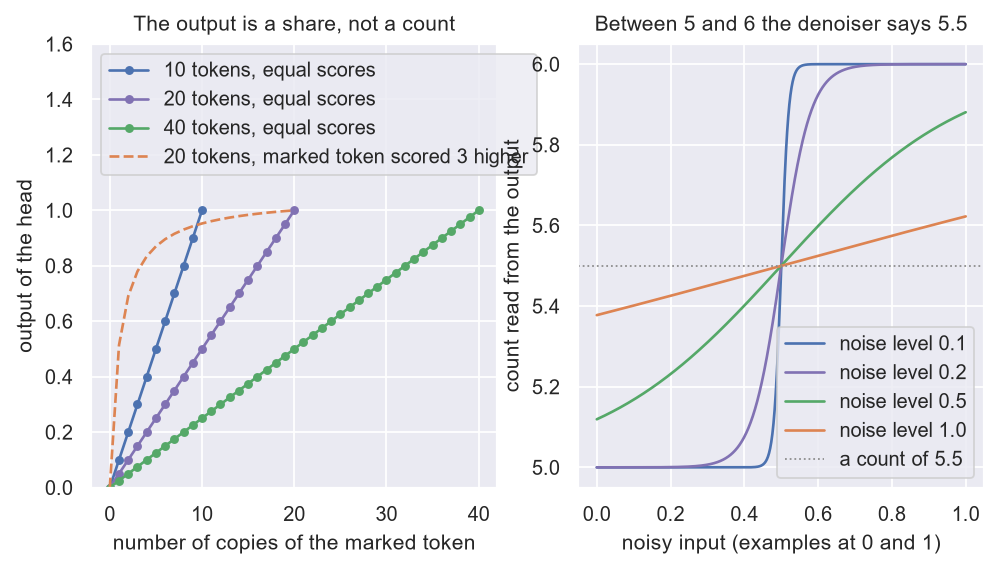 The output is a share, not a count
1.6
1.4
1.2
1.0
0.8
0.6
0.4
0.2
0.0
output of the head
10 tokens, equal scores
20 tokens, equal scores
40 tokens, equal scores
20 tokens, marked token scored 3 higher
0
10
20
30
40
number of copies of the marked token
Between 5 and 6 the denoiser says 5.5
6.0
5.8
5.6
5.4
5.2
5.0
count read from the output
noise level 0.1
noise level 0.2
noise level 0.5
noise level 1.0
a count of 5.5
0.0
0.2
0.4
0.6
0.8
1.0
noisy input (examples at 0 and 1)